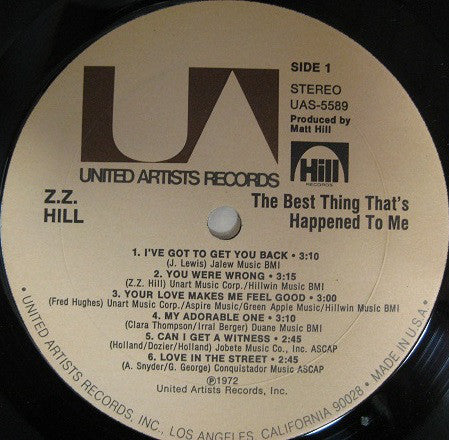 SIDE 1
STEREO
UAS-5589
Produced by
Matt Hill
UA
UNITED ARTISTS RECORDS
Hill
RECORDS
Z.Z.
HILL
The Best Thing That's
Happened To Me
1. I'VE GOT TO GET YOU BACK • 3:10
(J. Lewis) Jalew Music BMI
2. YOU WERE WRONG • 3:15
(Z.Z. Hill) Unart Music Corp./Hillwin Music BMI
3. YOUR LOVE MAKES ME FEEL GOOD • 3:00
(Fred Hughes) Unart Music Corp./Aspire Music/Green Apple Music/Hillwin Music BMI
4. MY ADORABLE ONE • 3:10
(Clara Thompson/Irral Berger) Duane Music BMI
5. CAN I GET A WITNESS • 2:45
(Holland/Dozier/Holland) Jobete Music Co., Inc. ASCAP
6. LOVE IN THE STREET • 2:45
(A. Snyder/G. George) Conquistador Music ASCAP
℗1972
United Artists Records, Inc.
UNITED ARTISTS RECORDS, INC., LOS ANGELES, CALIFORNIA 90028 • MADE IN U.S.A.